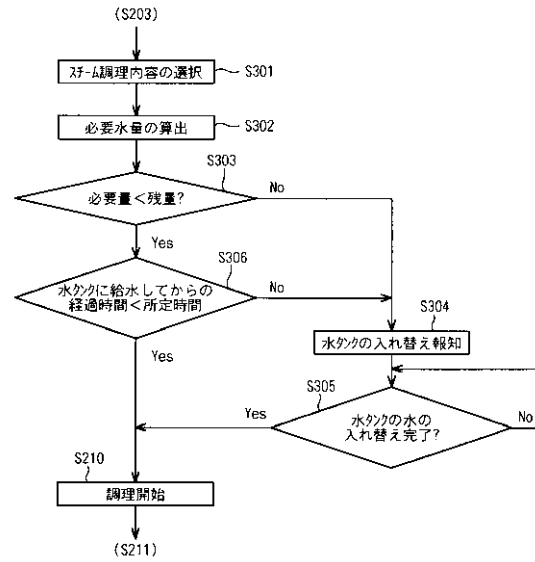 (S203)
ｽﾁｰﾑ調理内容の選択
S301
必要水量の算出
S302
S303
必要量＜残量?
No
Yes
S306
水ﾀﾝｸに給水してからの
経過時間＜所定時間
No
Yes
S304
水ﾀﾝｸの入れ替え報知
S305
水ﾀﾝｸの水の
入れ替え完了?
Yes
No
S210
調理開始
(S211)